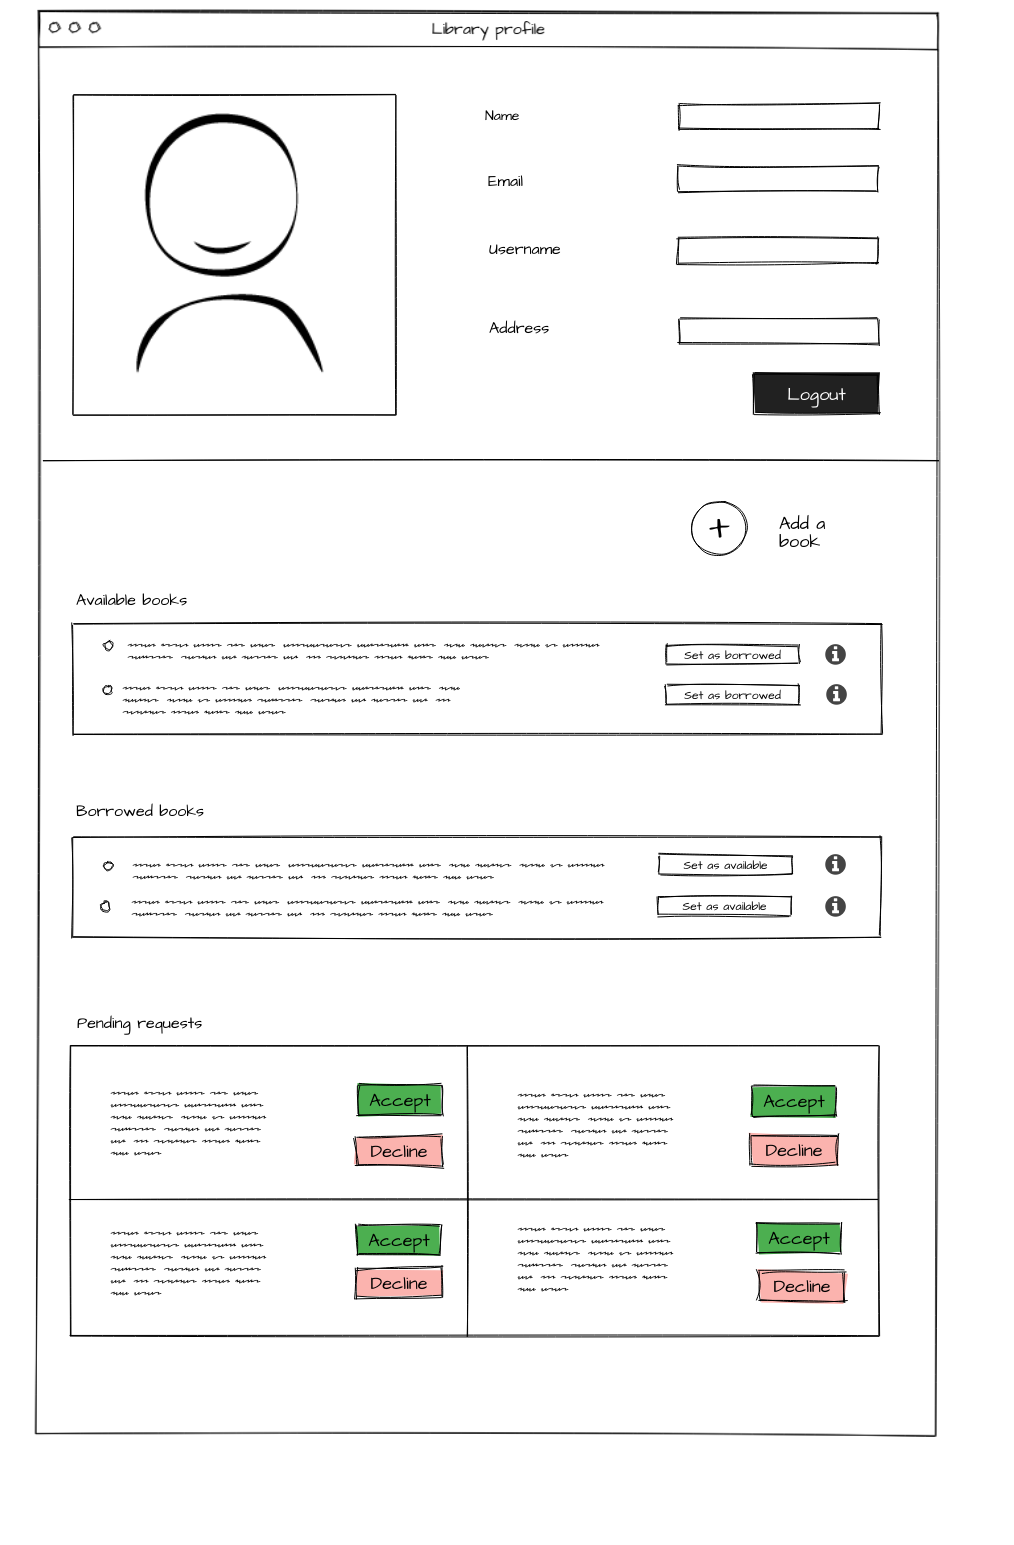 Library profile
Name
Email
Username
Address
Logout
+
Add a
book
Available books
Set as borrowed
i
Set as borrowed
i
Borrowed books
Set as available
i
Set as available
i
Pending requests
Accept
Decline
Accept
Decline
Accept
Decline
Accept
Decline